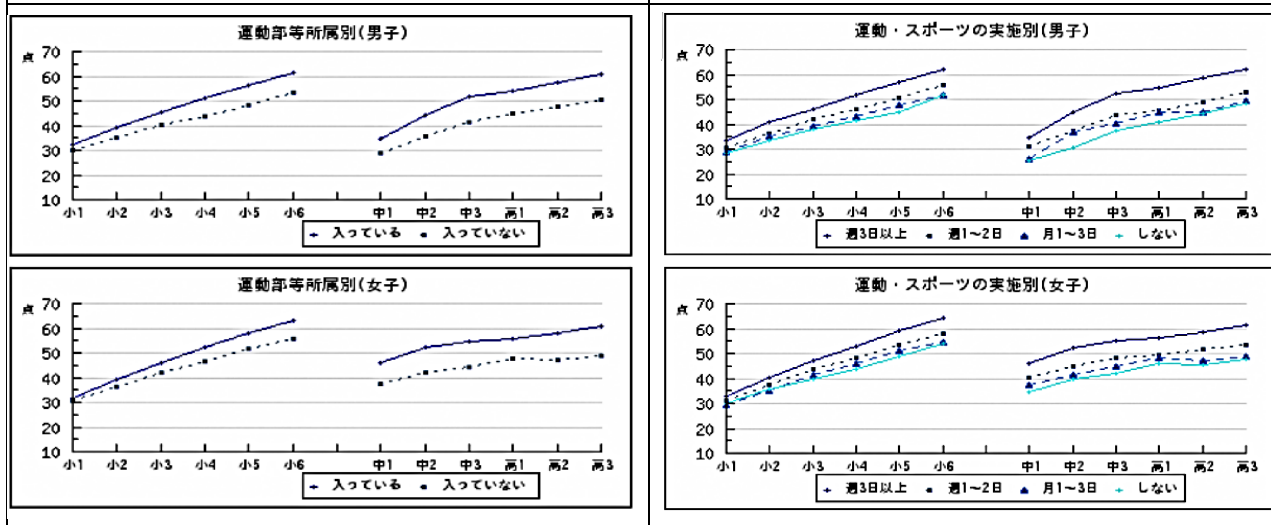 運動部等所属別(男子)
点
70
60
50
40
30
20
10
小1 小2 小3 小4 小5 小6 中1 中2 中3 高1 高2 高3
入っている 入っていない
運動・スポーツの実施別(男子)
点
70
60
50
40
30
20
10
小1 小2 小3 小4 小5 小6 中1 中2 中3 高1 高2 高3
週3日以上 週1〜2日 月1〜3日 しない
運動部等所属別(女子)
点
70
60
50
40
30
20
10
小1 小2 小3 小4 小5 小6 中1 中2 中3 高1 高2 高3
入っている 入っていない
運動・スポーツの実施別(女子)
点
70
60
50
40
30
20
10
小1 小2 小3 小4 小5 小6 中1 中2 中3 高1 高2 高3
週3日以上 週1〜2日 月1〜3日 しない